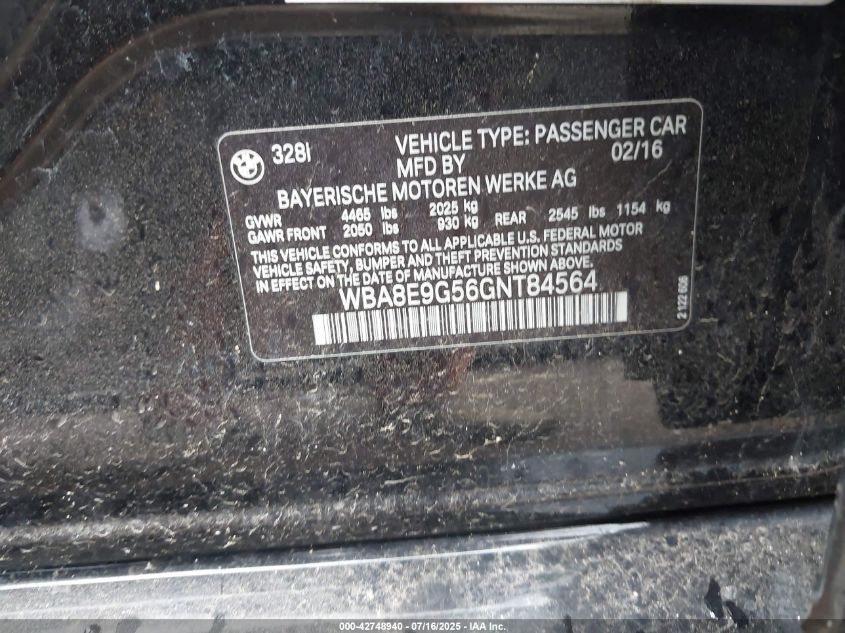 328I VEHICLE TYPE: PASSENGER CAR
MFD BY 02/16
BAYERISCHE MOTOREN WERKE AG
GVWR 4465 lbs 2025 kg
GAWR FRONT 2050 lbs 930 kg REAR 2545 lbs 1154 kg
THIS VEHICLE CONFORMS TO ALL APPLICABLE U.S. FEDERAL MOTOR
VEHICLE SAFETY, BUMPER AND THEFT PREVENTION STANDARDS
IN EFFECT ON THE DATE OF MANUFACTURE SHOWN ABOVE.
WBA8E9G56GNT84564
2 122 606
000-42748940 - 07/16/2025 - IAA Inc.